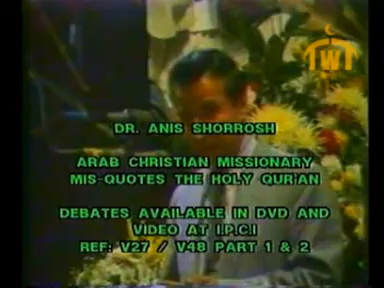 DR. ANIS SHORROSH
ARAB CHRISTIAN MISSIONARY
MIS-QUOTES THE HOLY QUR'AN
DEBATES AVAILABLE IN DVD AND
VIDEO AT I.P.C.I
REF: V27 / V48 PART 1 & 2